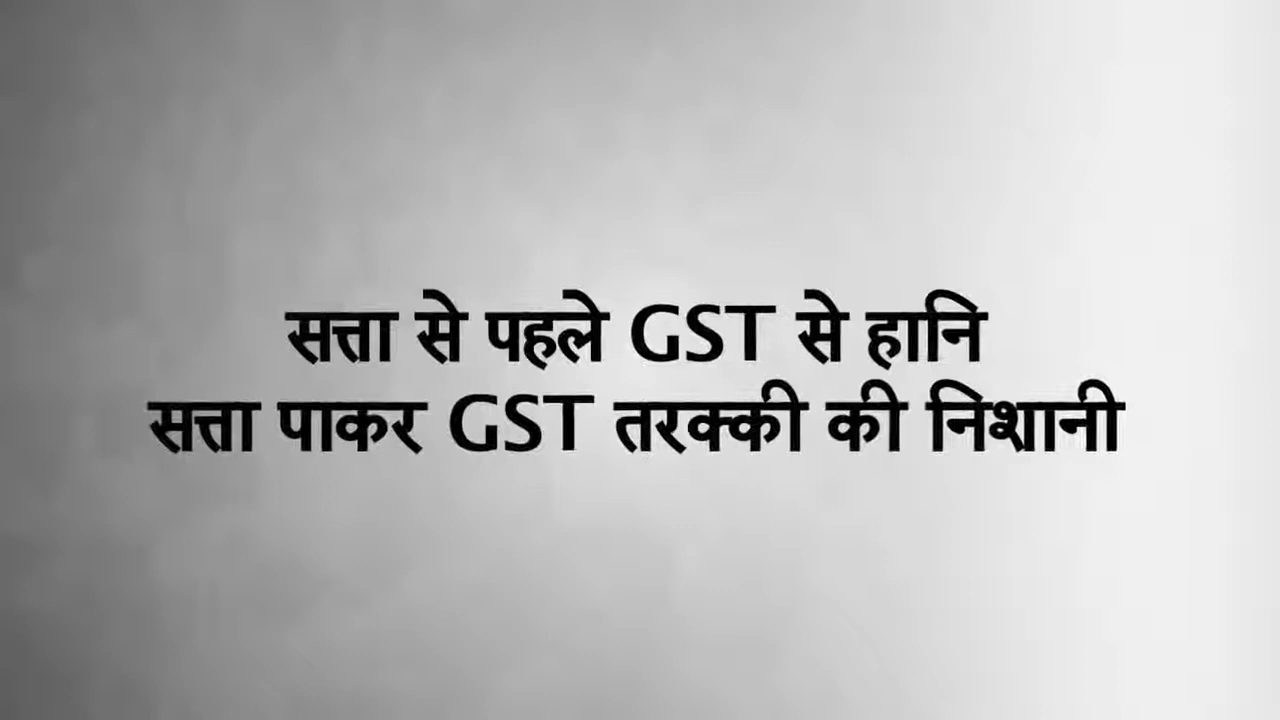 सत्ता से पहले GST से हानि
सत्ता पाकर GST तरक्की की निशानी